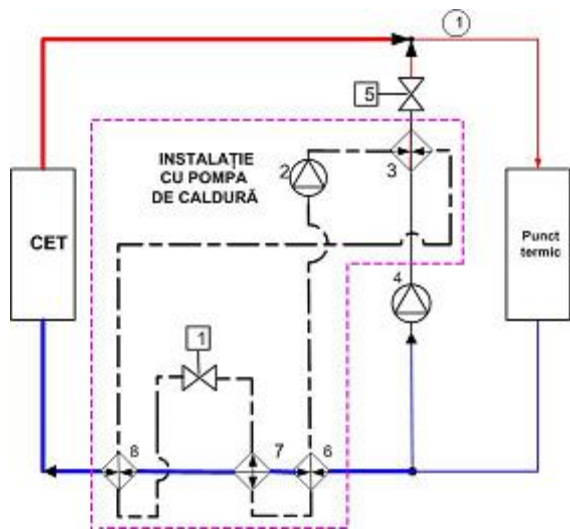 1
5
INSTALAȚIE
CU POMPA
DE CALDURĂ
2
3
CET
Punct
termic
4
1
8
7
6